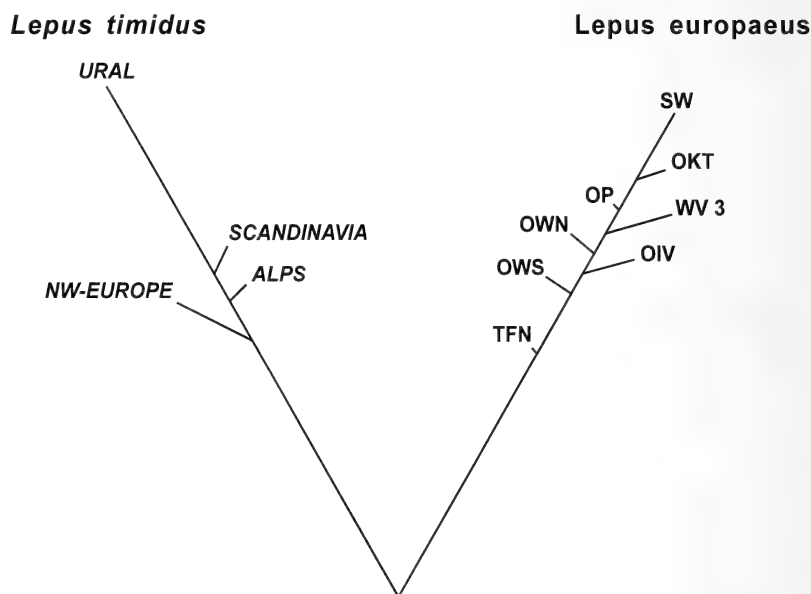 Lepus timidus
Lepus europaeus
URAL
SW
OKT
OP
WV 3
OWN
SCANDINAVIA
OIV
OWS
ALPS
NW-EUROPE
TFN